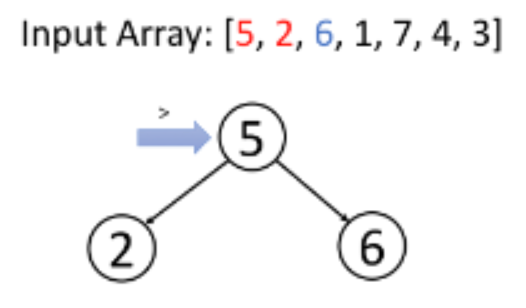 Input Array: [5, 2, 6, 1, 7, 4, 3]
>
5
2
6